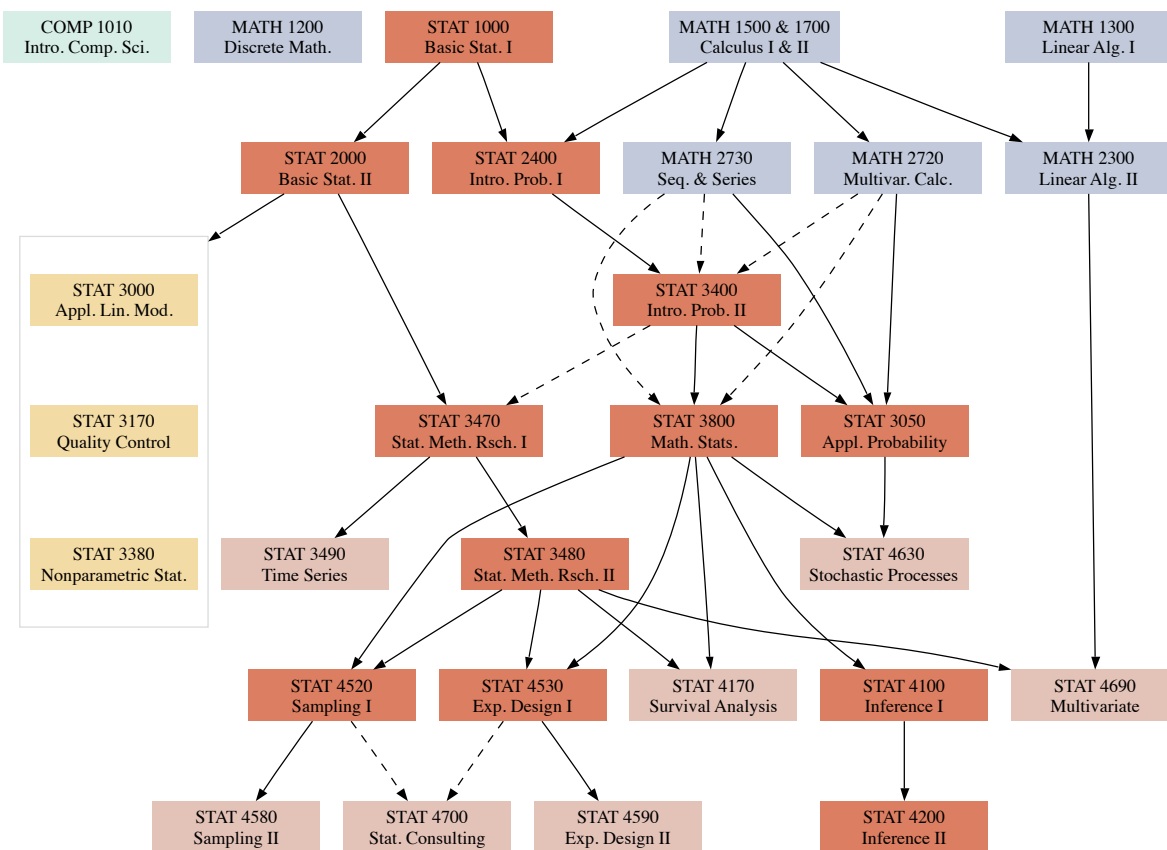 COMP 1010
Intro. Comp. Sci.
MATH 1200
Discrete Math.
STAT 1000
Basic Stat. I
MATH 1500 & 1700
Calculus I & II
MATH 1300
Linear Alg. I
STAT 2000
Basic Stat. II
STAT 2400
Intro. Prob. I
MATH 2730
Seq. & Series
MATH 2720
Multivar. Calc.
MATH 2300
Linear Alg. II
STAT 3000
Appl. Lin. Mod.
STAT 3400
Intro. Prob. II
STAT 3170
Quality Control
STAT 3470
Stat. Meth. Rsch. I
STAT 3800
Math. Stats.
STAT 3050
Appl. Probability
STAT 3380
Nonparametric Stat.
STAT 3490
Time Series
STAT 3480
Stat. Meth. Rsch. II
STAT 4630
Stochastic Processes
STAT 4520
Sampling I
STAT 4530
Exp. Design I
STAT 4170
Survival Analysis
STAT 4100
Inference I
STAT 4690
Multivariate
STAT 4580
Sampling II
STAT 4700
Stat. Consulting
STAT 4590
Exp. Design II
STAT 4200
Inference II